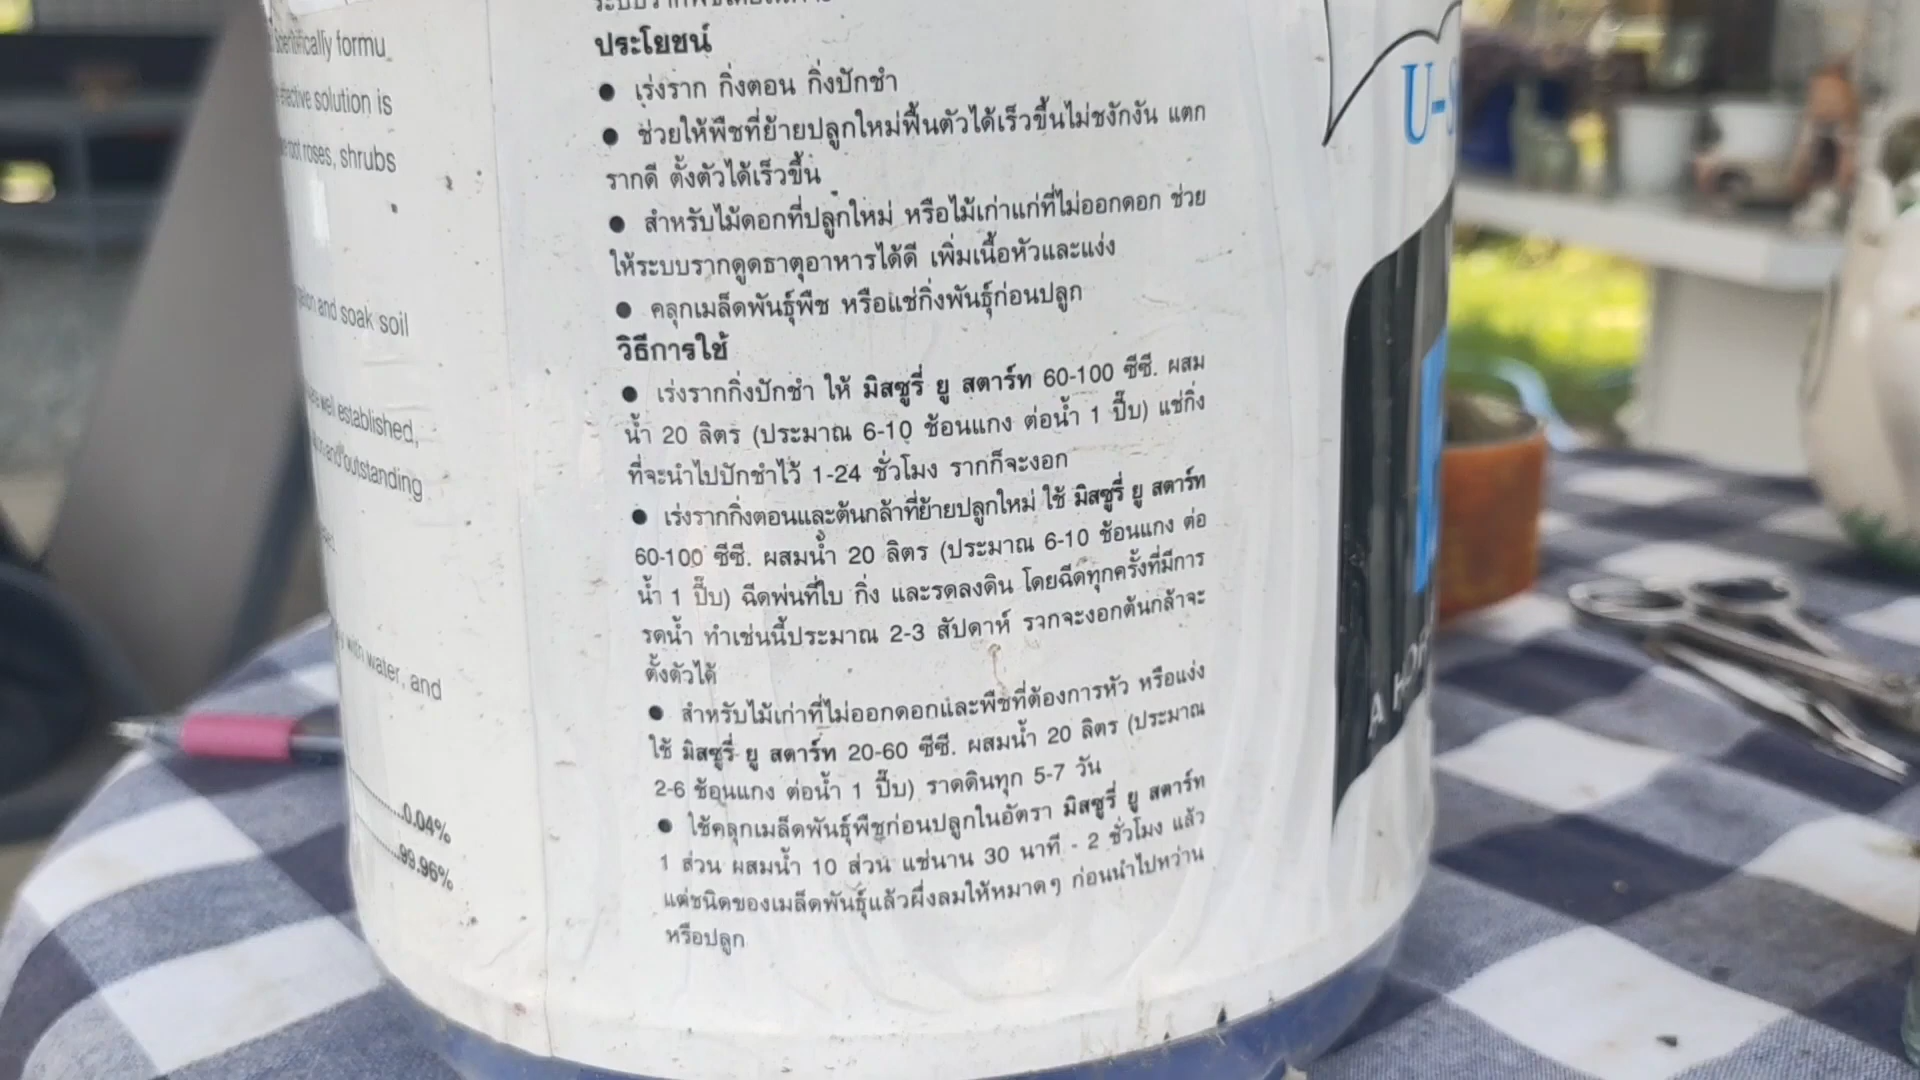 formu
solution is
roses, shrubs
and soak soil
well established,
outstanding
with water, and
0.04%
99.96%
ประโยชน์
● เร่งราก กิ่งตอน กิ่งปักชำ
● ช่วยให้พืชที่ย้ายปลูกใหม่ฟื้นตัวได้เร็วขึ้นไม่ชงักงัน แตก
รากดี ตั้งตัวได้เร็วขึ้น
● สำหรับไม้ดอกที่ปลูกใหม่ หรือไม้เก่าแก่ที่ไม่ออกดอก ช่วย
ให้ระบบรากดูดธาตุอาหารได้ดี เพิ่มเนื้อหัวและแง่ง
● คลุกเมล็ดพันธุ์พืช หรือแช่กิ่งพันธุ์ก่อนปลูก
วิธีการใช้
● เร่งรากกิ่งปักชำ ให้ มิสซูรี่ ยู สตาร์ท 60-100 ซีซี. ผสม
น้ำ 20 ลิตร (ประมาณ 6-10 ช้อนแกง ต่อน้ำ 1 ปี๊บ) แช่กิ่ง
ที่จะนำไปปักชำไว้ 1-24 ชั่วโมง รากก็จะงอก
● เร่งรากกิ่งตอนและต้นกล้าที่ย้ายปลูกใหม่ ใช้ มิสซูรี่ ยู สตาร์ท
60-100 ซีซี. ผสมน้ำ 20 ลิตร (ประมาณ 6-10 ช้อนแกง ต่อ
น้ำ 1 ปี๊บ) ฉีดพ่นที่ใบ กิ่ง และรดลงดิน โดยฉีดทุกครั้งที่มีการ
รดน้ำ ทำเช่นนี้ประมาณ 2-3 สัปดาห์ รวกจะงอกต้นกล้าจะ
ตั้งตัวได้
● สำหรับไม้เก่าที่ไม่ออกดอกและพืชที่ต้องการหัว หรือแง่ง
ใช้ มิสซูรี่ ยู สตาร์ท 20-60 ซีซี. ผสมน้ำ 20 ลิตร (ประมาณ
2-6 ช้อนแกง ต่อน้ำ 1 ปี๊บ) ราดดินทุก 5-7 วัน
● ใช้คลุกเมล็ดพันธุ์พืชก่อนปลูกในอัตรา มิสซูรี่ ยู สตาร์ท
1 ส่วน ผสมน้ำ 10 ส่วน แช่นาน 30 นาที - 2 ชั่วโมง แล้ว
แต่ชนิดของเมล็ดพันธุ์แล้วผึ่งลมให้หมาดๆ ก่อนนำไปหว่าน
หรือปลูก
U-S
A HOR